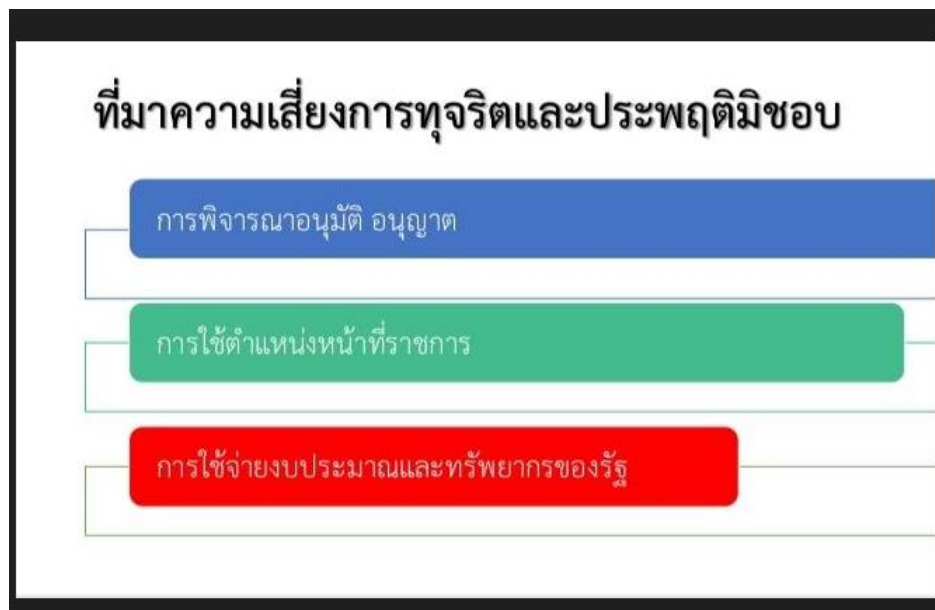 ที่มาความเสี่ยงการทุจริตและประพฤติมิชอบ
การพิจารณาอนุมัติ อนุญาต
การใช้ตำแหน่งหน้าที่ราชการ
การใช้จ่ายงบประมาณและทรัพยากรของรัฐ